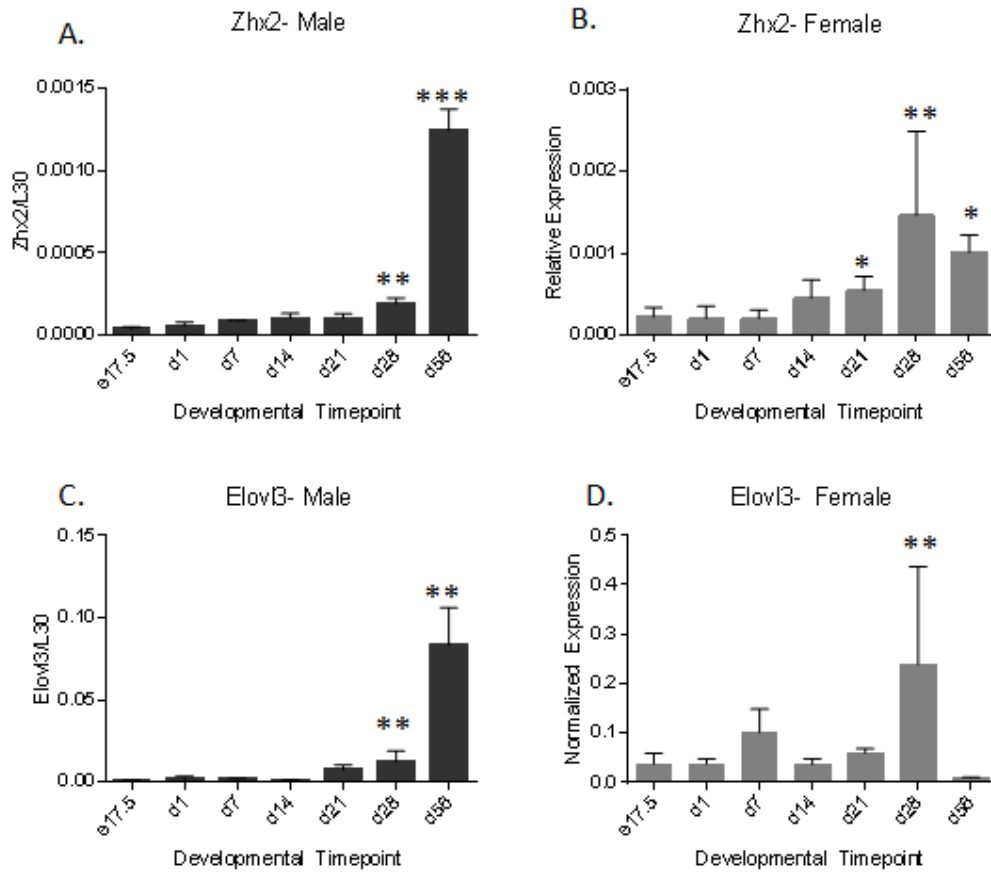 A.
Zhx2- Male
0.0015
0.0010
0.0005
0.0000
Zhx2/L30
**
***
e17.5 d1 d7 d14 d21 d28 d56
Developmental Timepoint
B.
Zhx2- Female
0.003
0.002
0.001
0.000
Relative Expression
*
**
*
e17.5 d1 d7 d14 d21 d28 d56
Developmental Timepoint
C.
Elovl3- Male
0.15
0.10
0.05
0.00
Elovl3/L30
**
**
e17.5 d1 d7 d14 d21 d28 d56
Developmental Timepoint
D.
Elovl3- Female
0.5
0.4
0.3
0.2
0.1
0.0
Normalized Expression
**
e17.5 d1 d7 d14 d21 d28 d56
Developmental Timepoint